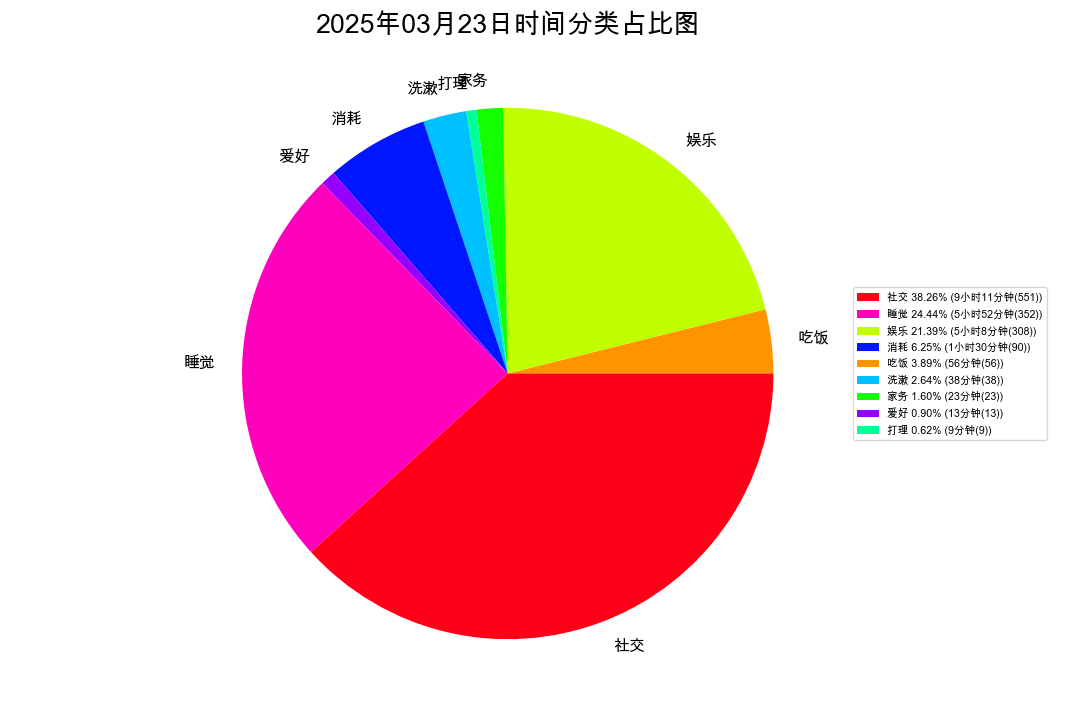 2025年03月23日时间分类占比图
家务
打理
洗漱
消耗
娱乐
爱好
吃饭
睡觉
社交
社交 38.26% (9小时11分钟(551))
睡觉 24.44% (5小时52分钟(352))
娱乐 21.39% (5小时8分钟(308))
消耗 6.25% (1小时30分钟(90))
吃饭 3.89% (56分钟(56))
洗漱 2.64% (38分钟(38))
家务 1.60% (23分钟(23))
爱好 0.90% (13分钟(13))
打理 0.62% (9分钟(9))